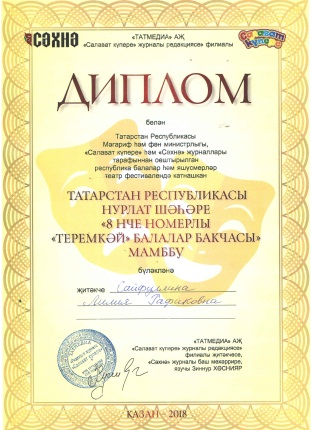 СӘХНӘ
«ТАТМЕДИА» АҖ
«Салават күпере» журналы редакциясе» филиалы
Салават күпере
ДИПЛОМ
белән
Татарстан Республикасы
Мәгариф һәм фән министрлыгы,
«Салават күпере» һәм «Сәхнә» журналлары
тарафыннан оештырылган
республика балалар һәм яшүсмерләр
театр фестивалендә катнашкан
ТАТАРСТАН РЕСПУБЛИКАСЫ
НУРЛАТ ШӘҺӘРЕ
«8 НЧЕ НОМЕРЛЫ
«ТЕРЕМКӘЙ» БАЛАЛАР БАКЧАСЫ»
МАМББУ
бүләкләнә
җитәкче Сайфуллина
Лилия Рафиковна
«ТАТМЕДИА» АҖ
«Салават күпере» журналы редакциясе»
филиалы җитәкчесе,
«Сәхнә» журналы баш мөхәррире,
язучы Зиннур ХӨСНИЯР
КАЗАН – 2018